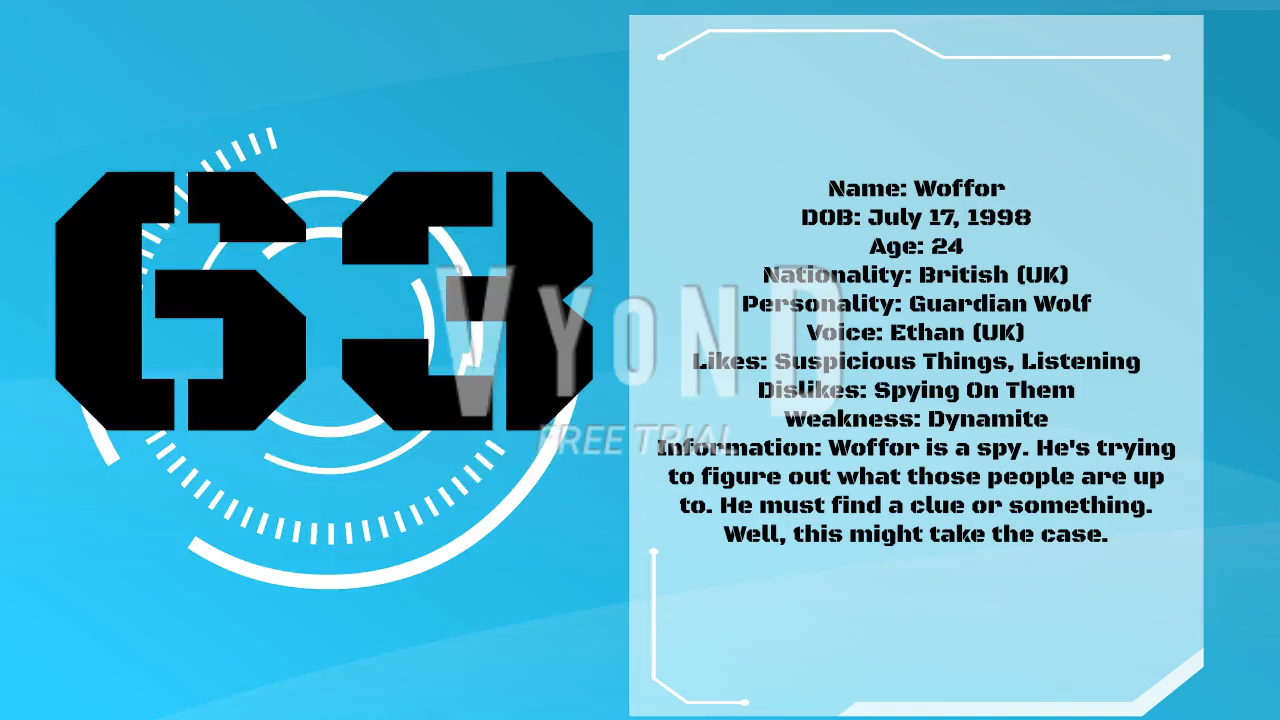 63
Name: Woffor
DOB: July 17, 1998
Age: 24
Nationality: British (UK)
Personality: Guardian Wolf
Voice: Ethan (UK)
Likes: Suspicious Things, Listening
Dislikes: Spying On Them
Weakness: Dynamite
Information: Woffor is a spy. He's trying
to figure out what those people are up
to. He must find a clue or something.
Well, this might take the case.
VYOND
FREE TRIAL